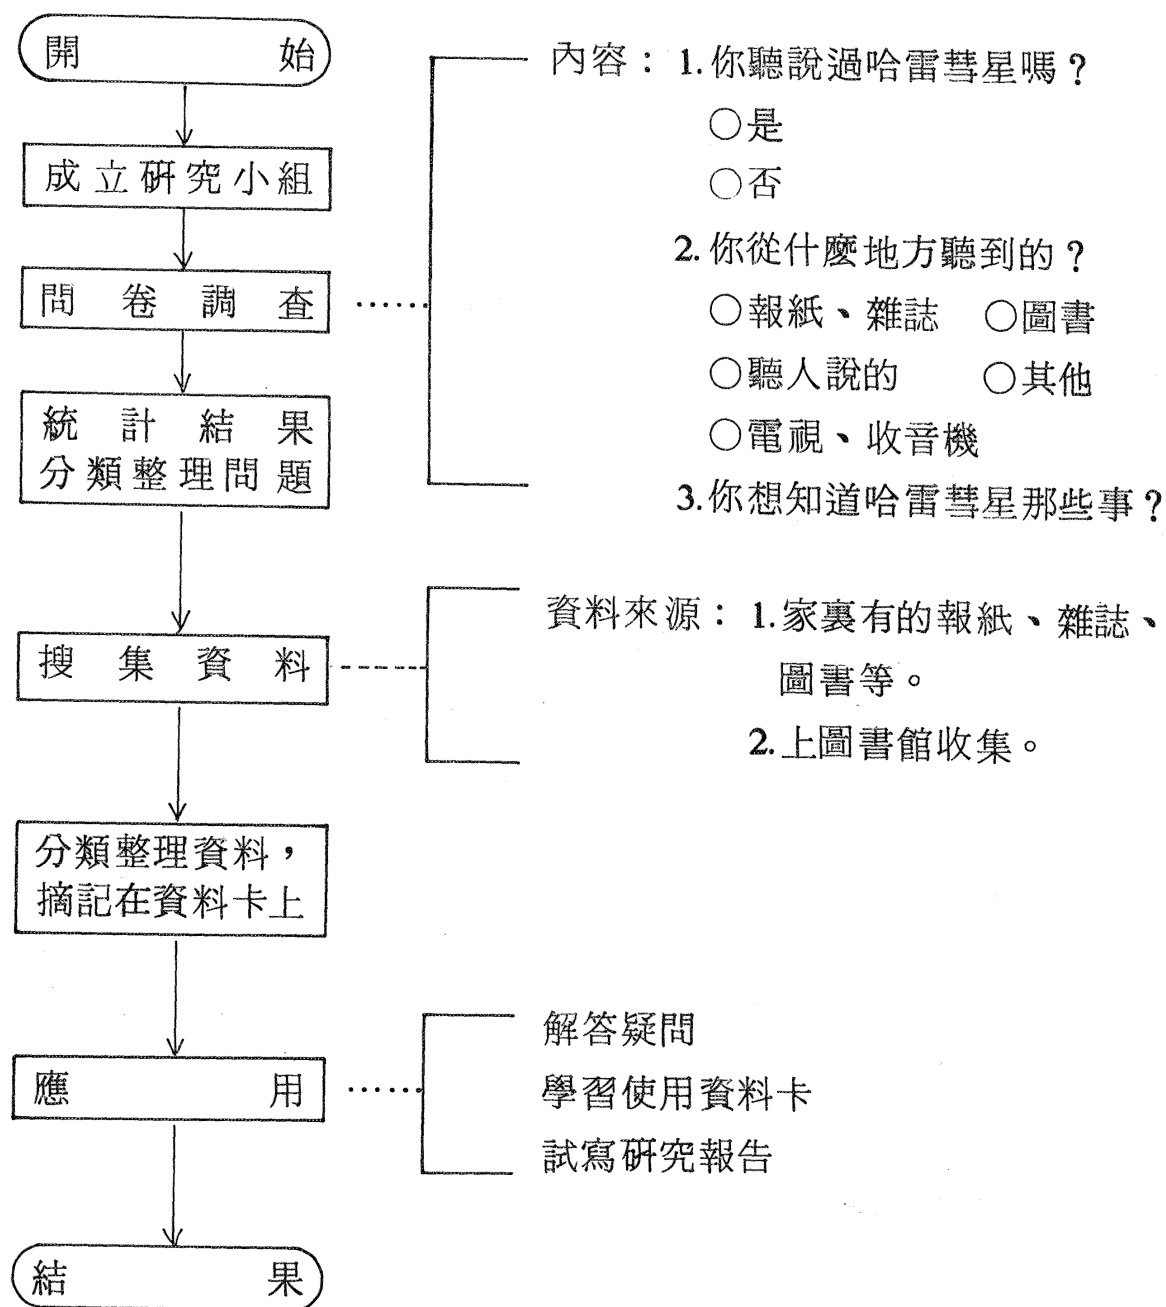 開始
成立研究小組
問卷調查 ……
內容：1.你聽說過哈雷彗星嗎？
○是
○否
2.你從什麼地方聽到的？
○報紙、雜誌 ○圖書
○聽人說的 ○其他
○電視、收音機
3.你想知道哈雷彗星那些事？
統計結果
分類整理問題
搜集資料
資料來源：1.家裏有的報紙、雜誌、
圖書等。
2.上圖書館收集。
分類整理資料，
摘記在資料卡上
應用 ……
解答疑問
學習使用資料卡
試寫研究報告
結果